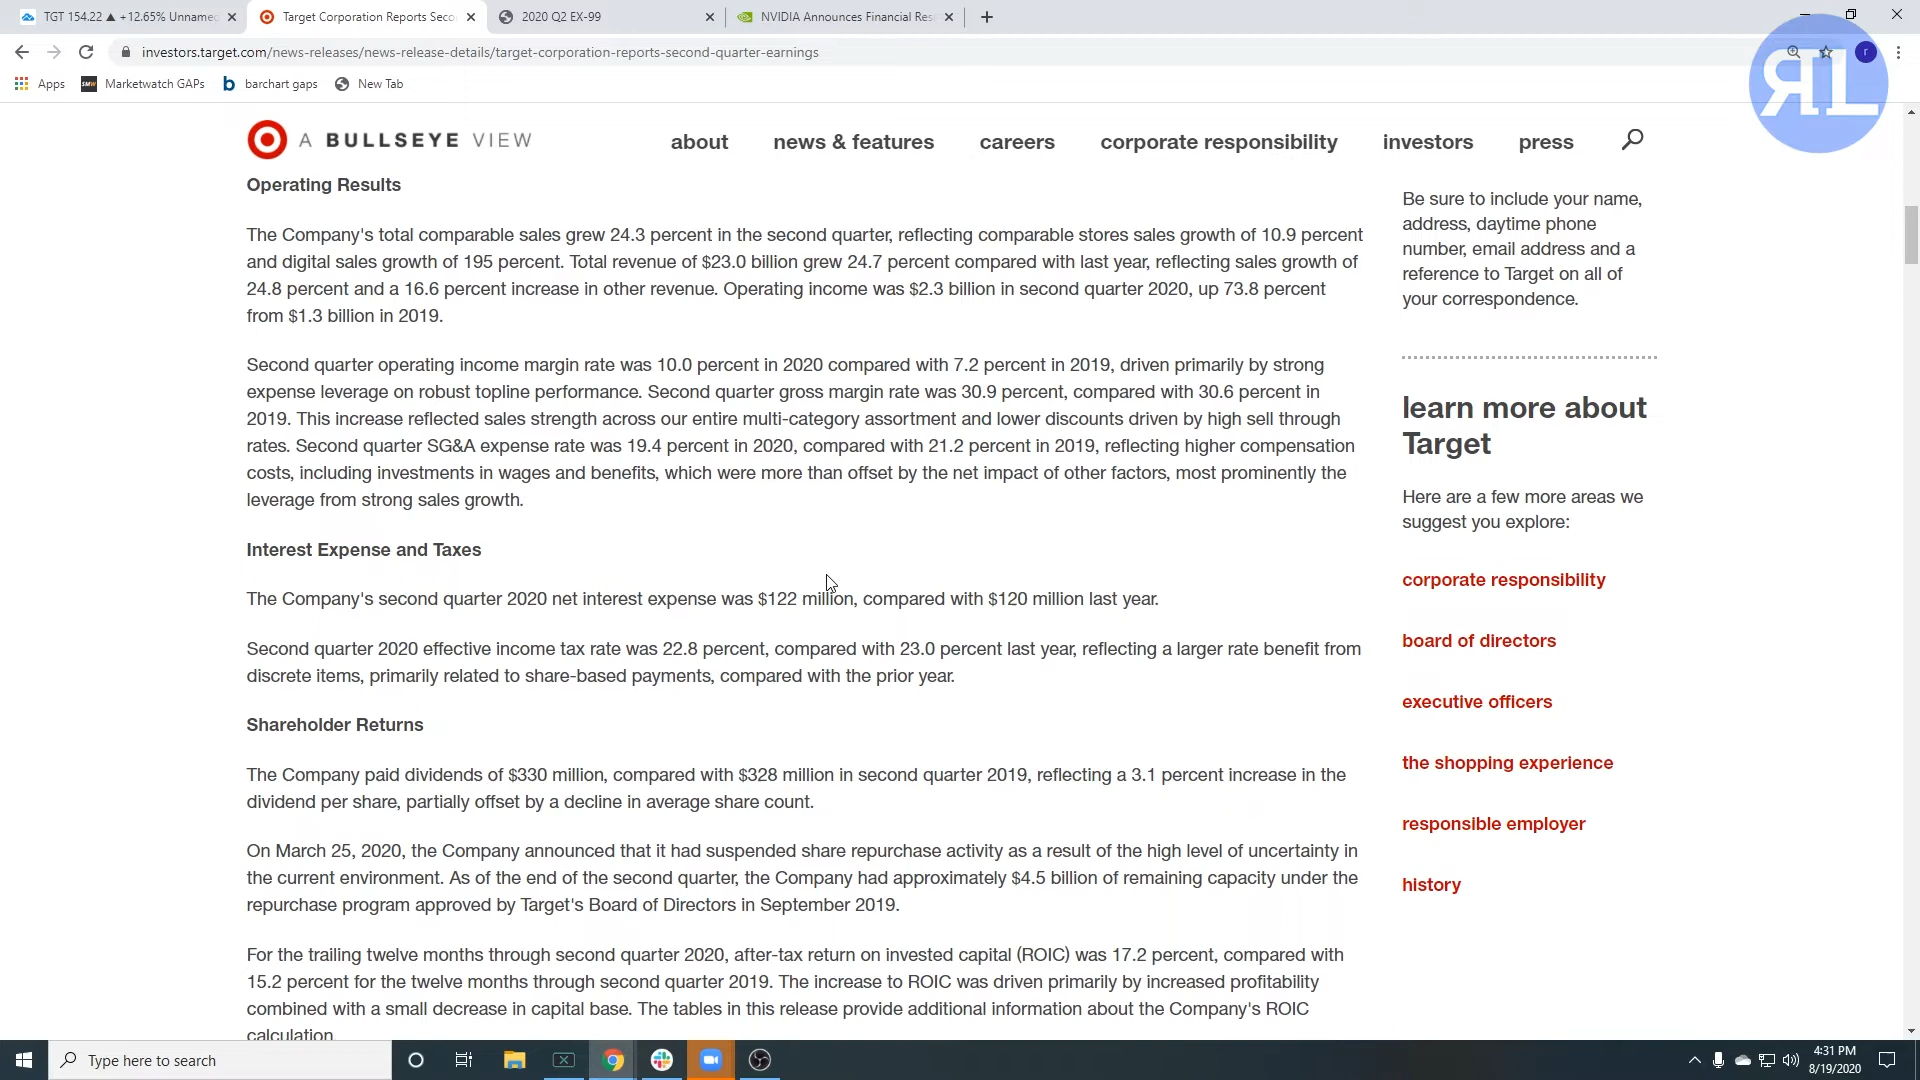 TGT 154.22 ▲ +12.65% Unnamed
Target Corporation Reports Seco
2020 Q2 EX-99
NVIDIA Announces Financial Res
investors.target.com/news-releases/news-release-details/target-corporation-reports-second-quarter-earnings
r
Apps
SMW
Marketwatch GAPs
b
barchart gaps
New Tab
RL
A BULLSEYE VIEW
about
news & features
careers
corporate responsibility
investors
press
Operating Results
The Company's total comparable sales grew 24.3 percent in the second quarter, reflecting comparable stores sales growth of 10.9 percent
and digital sales growth of 195 percent. Total revenue of $23.0 billion grew 24.7 percent compared with last year, reflecting sales growth of
24.8 percent and a 16.6 percent increase in other revenue. Operating income was $2.3 billion in second quarter 2020, up 73.8 percent
from $1.3 billion in 2019.
Second quarter operating income margin rate was 10.0 percent in 2020 compared with 7.2 percent in 2019, driven primarily by strong
expense leverage on robust topline performance. Second quarter gross margin rate was 30.9 percent, compared with 30.6 percent in
2019. This increase reflected sales strength across our entire multi-category assortment and lower discounts driven by high sell through
rates. Second quarter SG&A expense rate was 19.4 percent in 2020, compared with 21.2 percent in 2019, reflecting higher compensation
costs, including investments in wages and benefits, which were more than offset by the net impact of other factors, most prominently the
leverage from strong sales growth.
Interest Expense and Taxes
The Company's second quarter 2020 net interest expense was $122 million, compared with $120 million last year.
Second quarter 2020 effective income tax rate was 22.8 percent, compared with 23.0 percent last year, reflecting a larger rate benefit from
discrete items, primarily related to share-based payments, compared with the prior year.
Shareholder Returns
The Company paid dividends of $330 million, compared with $328 million in second quarter 2019, reflecting a 3.1 percent increase in the
dividend per share, partially offset by a decline in average share count.
On March 25, 2020, the Company announced that it had suspended share repurchase activity as a result of the high level of uncertainty in
the current environment. As of the end of the second quarter, the Company had approximately $4.5 billion of remaining capacity under the
repurchase program approved by Target's Board of Directors in September 2019.
For the trailing twelve months through second quarter 2020, after-tax return on invested capital (ROIC) was 17.2 percent, compared with
15.2 percent for the twelve months through second quarter 2019. The increase to ROIC was driven primarily by increased profitability
combined with a small decrease in capital base. The tables in this release provide additional information about the Company's ROIC
calculation
Be sure to include your name,
address, daytime phone
number, email address and a
reference to Target on all of
your correspondence.
learn more about
Target
Here are a few more areas we
suggest you explore:
corporate responsibility
board of directors
executive officers
the shopping experience
responsible employer
history
Type here to search
4:31 PM
8/19/2020